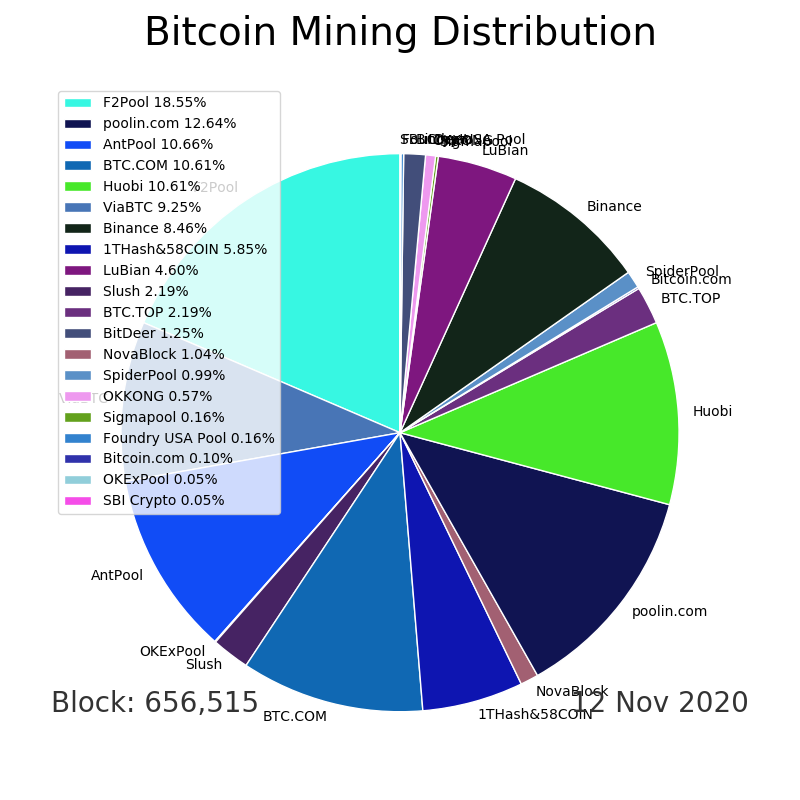 Bitcoin Mining Distribution
F2Pool 18.55%
poolin.com 12.64%
AntPool 10.66%
BTC.COM 10.61%
Huobi 10.61%
ViaBTC 9.25%
Binance 8.46%
1THash&58COIN 5.85%
LuBian 4.60%
Slush 2.19%
BTC.TOP 2.19%
BitDeer 1.25%
NovaBlock 1.04%
SpiderPool 0.99%
OKKONG 0.57%
Sigmapool 0.16%
Foundry USA Pool 0.16%
Bitcoin.com 0.10%
OKExPool 0.05%
SBI Crypto 0.05%
LuBian
Binance
SpiderPool
Bitcoin.com
BTC.TOP
Huobi
poolin.com
NovaBlock
1THash&58COIN
BTC.COM
Slush
OKExPool
AntPool
F2Pool
Block: 656,515
12 Nov 2020